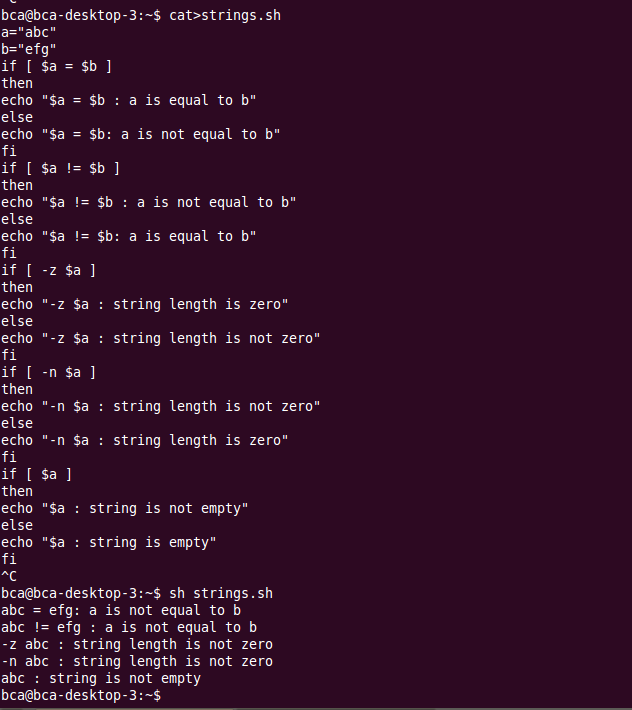 bca@bca-desktop-3:~$ cat>strings.sh
a="abc"
b="efg"
if [ $a = $b ]
then
echo "$a = $b : a is equal to b"
else
echo "$a = $b: a is not equal to b"
fi
if [ $a != $b ]
then
echo "$a != $b : a is not equal to b"
else
echo "$a != $b: a is equal to b"
fi
if [ -z $a ]
then
echo "-z $a : string length is zero"
else
echo "-z $a : string length is not zero"
fi
if [ -n $a ]
then
echo "-n $a : string length is not zero"
else
echo "-n $a : string length is zero"
fi
if [ $a ]
then
echo "$a : string is not empty"
else
echo "$a : string is empty"
fi
^C
bca@bca-desktop-3:~$ sh strings.sh
abc = efg: a is not equal to b
abc != efg : a is not equal to b
-z abc : string length is not zero
-n abc : string length is not zero
abc : string is not empty
bca@bca-desktop-3:~$